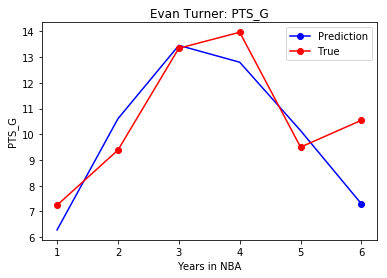 Evan Turner: PTS_G
Prediction
True
PTS_G
14
13
12
11
10
9
8
7
6
1 2 3 4 5 6
Years in NBA